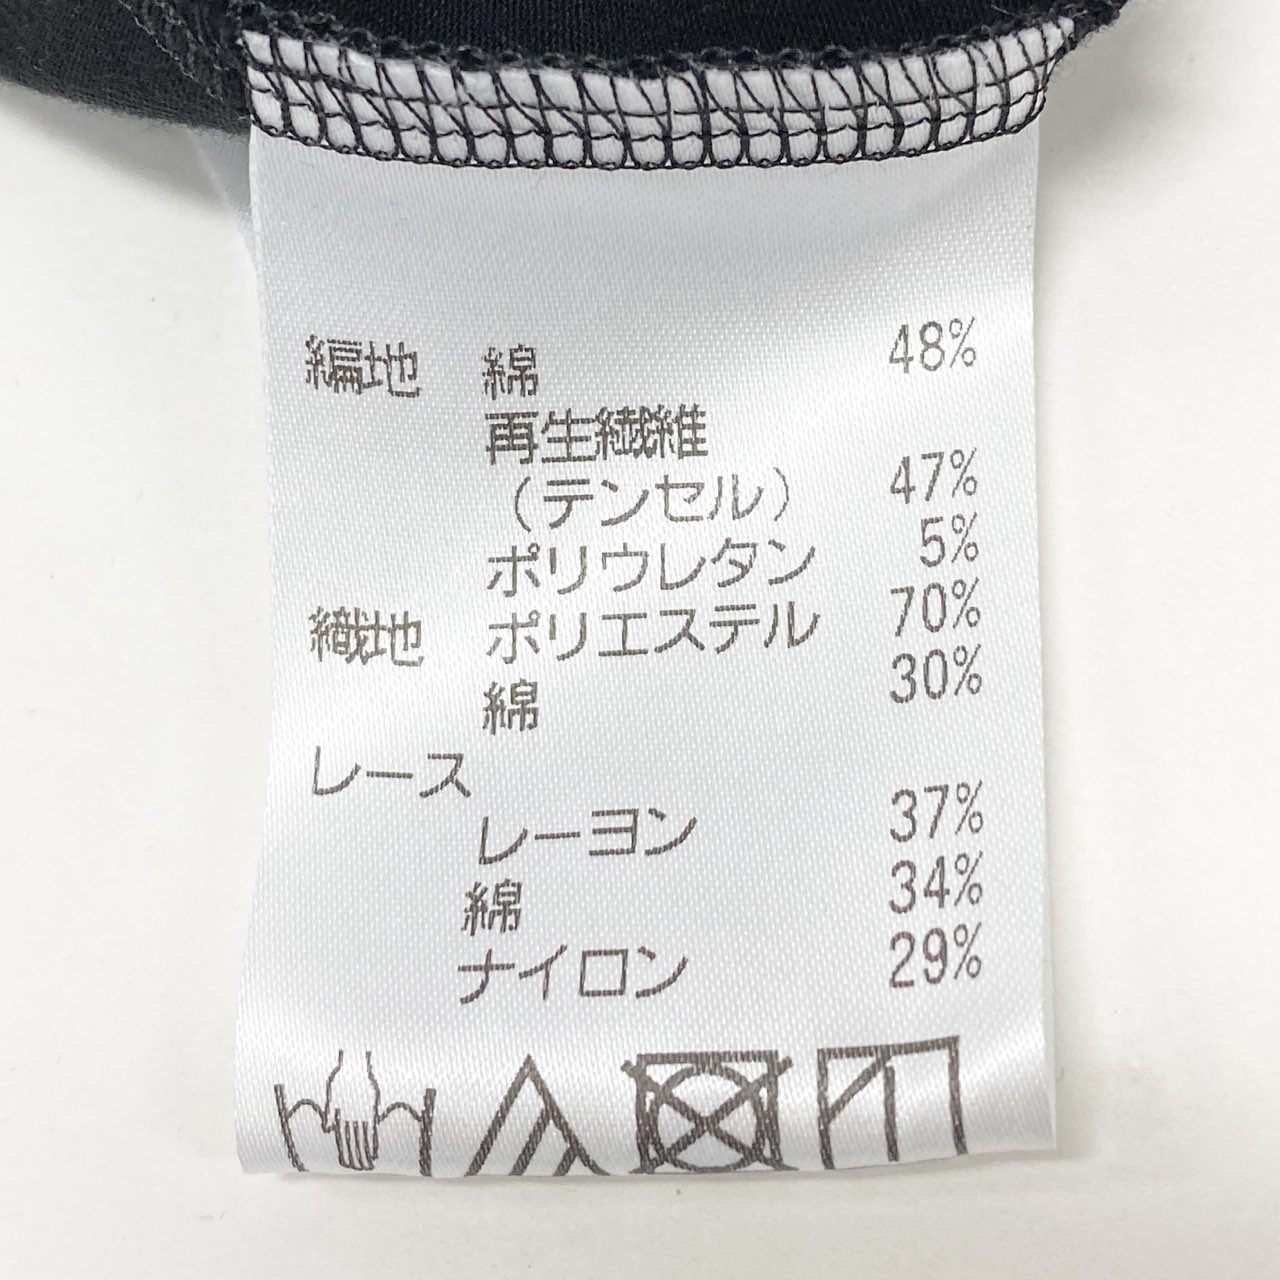 編地 綿 48%
再生繊維
（テンセル） 47%
ポリウレタン 5%
織地 ポリエステル 70%
綿 30%
レース
レーヨン 37%
綿 34%
ナイロン 29%